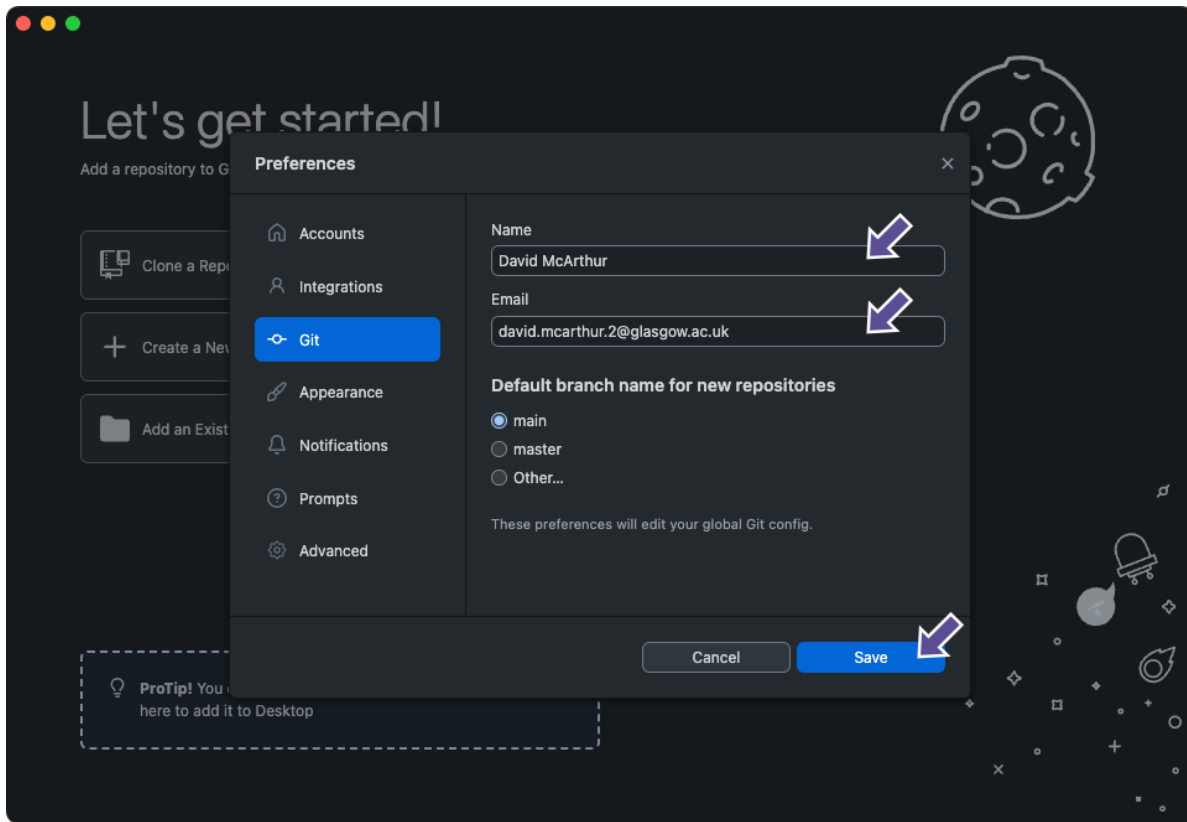 Let's get started!
Add a repository to G
Clone a Repo
Create a New
Add an Exist
ProTip! You
here to add it to Desktop
Preferences
Accounts
Integrations
Git
Appearance
Notifications
Prompts
Advanced
Name
David McArthur
Email
david.mcarthur.2@glasgow.ac.uk
Default branch name for new repositories
main
master
Other...
These preferences will edit your global Git config.
Cancel
Save